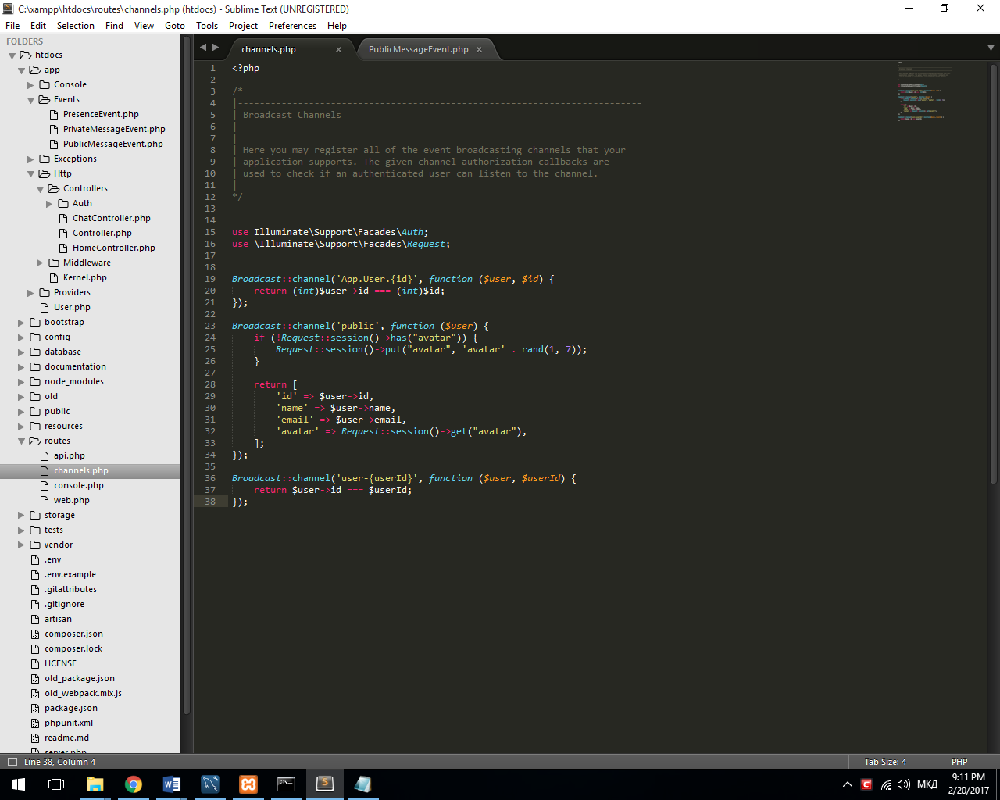 C:\xampp\htdocs\routes\channels.php (htdocs) - Sublime Text (UNREGISTERED)
File Edit Selection Find View Goto Tools Project Preferences Help
FOLDERS
htdocs
app
Console
Events
PresenceEvent.php
PrivateMessageEvent.php
PublicMessageEvent.php
Exceptions
Http
Controllers
Auth
ChatController.php
Controller.php
HomeController.php
Middleware
Kernel.php
Providers
User.php
bootstrap
config
database
documentation
node_modules
old
public
resources
routes
api.php
channels.php
console.php
web.php
storage
tests
vendor
.env
.env.example
.gitattributes
.gitignore
artisan
composer.json
composer.lock
LICENSE
old_package.json
old_webpack.mix.js
package.json
phpunit.xml
readme.md
server.php
channels.php × PublicMessageEvent.php ×
1 <?php
2
3 /*
4 |--------------------------------------------------------------------------
5 | Broadcast Channels
6 |--------------------------------------------------------------------------
7 |
8 | Here you may register all of the event broadcasting channels that your
9 | application supports. The given channel authorization callbacks are
10 | used to check if an authenticated user can listen to the channel.
11 |
12 */
13
14
15 use Illuminate\Support\Facades\Auth;
16 use \Illuminate\Support\Facades\Request;
17
18
19 Broadcast::channel('App.User.{id}', function ($user, $id) {
20     return (int)$user->id === (int)$id;
21 });
22
23 Broadcast::channel('public', function ($user) {
24     if (!Request::session()->has("avatar")) {
25         Request::session()->put("avatar", 'avatar' . rand(1, 7));
26     }
27
28     return [
29         'id' => $user->id,
30         'name' => $user->name,
31         'email' => $user->email,
32         'avatar' => Request::session()->get("avatar"),
33     ];
34 });
35
36 Broadcast::channel('user-{userId}', function ($user, $userId) {
37     return $user->id === $userId;
38 });
Line 38, Column 4 Tab Size: 4 PHP
МКД
9:11 PM
2/20/2017